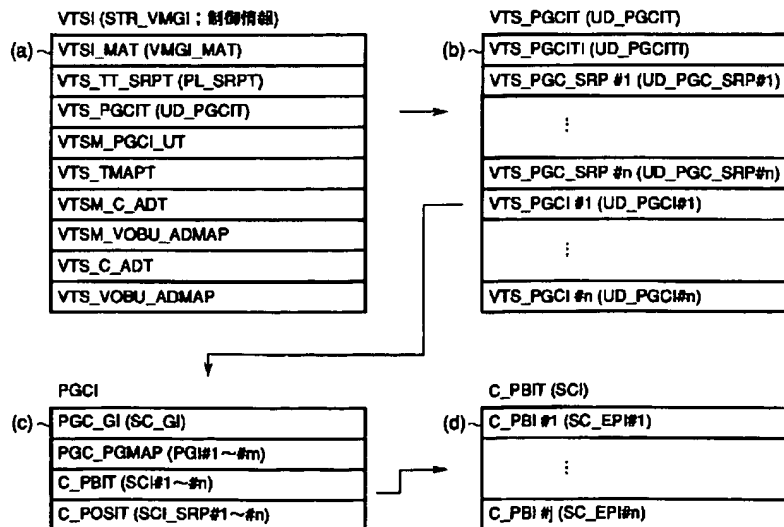 VTSI (STR_VMGI ; 制御情報)
(a)
VTSI_MAT (VMGI_MAT)
VTS_TT_SRPT (PL_SRPT)
VTS_PGCIT (UD_PGCIT)
VTSM_PGCI_UT
VTS_TMAPT
VTSM_C_ADT
VTSM_VOBU_ADMAP
VTS_C_ADT
VTS_VOBU_ADMAP
VTS_PGCIT (UD_PGCIT)
(b)
VTS_PGCITI (UD_PGCITI)
VTS_PGC_SRP #1 (UD_PGC_SRP#1)
⋮
VTS_PGC_SRP #n (UD_PGC_SRP#n)
VTS_PGCI #1 (UD_PGCI#1)
⋮
VTS_PGCI #n (UD_PGCI#n)
PGCI
(c)
PGC_GI (SC_GI)
PGC_PGMAP (PGI#1～#m)
C_PBIT (SCI#1～#n)
C_POSIT (SCI_SRP#1～#n)
C_PBIT (SCI)
(d)
C_PBI #1 (SC_EPI#1)
⋮
C_PBI #j (SC_EPI#n)